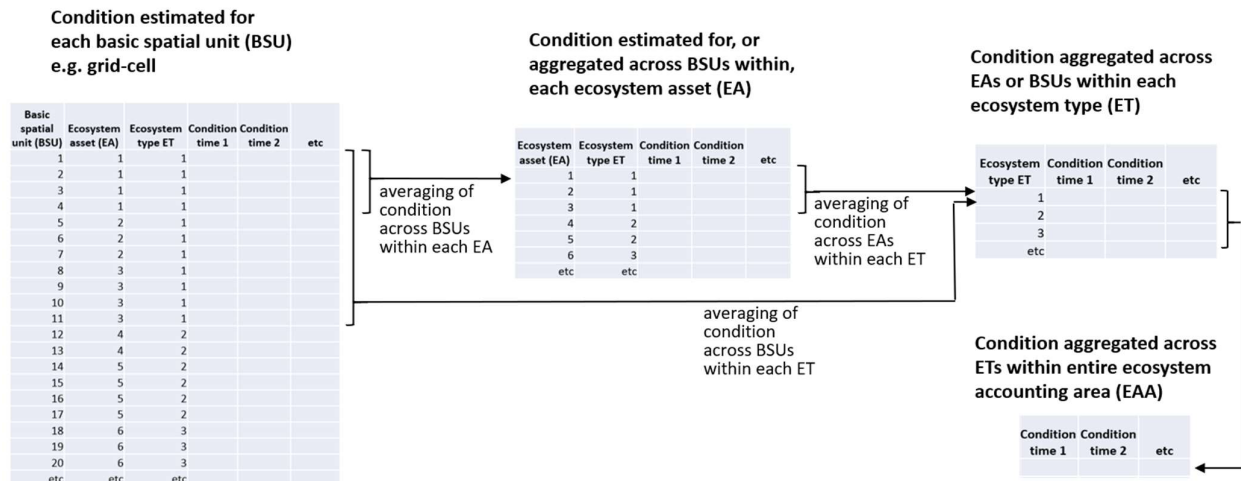 Condition estimated for
each basic spatial unit (BSU)
e.g. grid-cell
Basic
spatial Ecosystem Ecosystem Condition Condition
unit (BSU) asset (EA) type ET time 1 time 2 etc
1 1 1
2 1 1
3 1 1
4 1 1
5 2 1
6 2 1
7 2 1
8 3 1
9 3 1
10 3 1
11 3 1
12 4 2
13 4 2
14 5 2
15 5 2
16 5 2
17 5 2
18 6 3
19 6 3
20 6 3
etc etc etc
averaging of
condition
across BSUs
within each EA
Condition estimated for, or
aggregated across BSUs within,
each ecosystem asset (EA)
Ecosystem Ecosystem Condition Condition
asset (EA) type ET time 1 time 2 etc
1 1
2 1
3 1
4 2
5 2
6 3
etc etc
averaging of
condition
across EAs
within each ET
averaging of
condition
across BSUs
within each ET
Condition aggregated across
EAs or BSUs within each
ecosystem type (ET)
Ecosystem Condition Condition
type ET time 1 time 2 etc
1
2
3
etc
Condition aggregated across
ETs within entire ecosystem
accounting area (EAA)
Condition Condition
time 1 time 2 etc